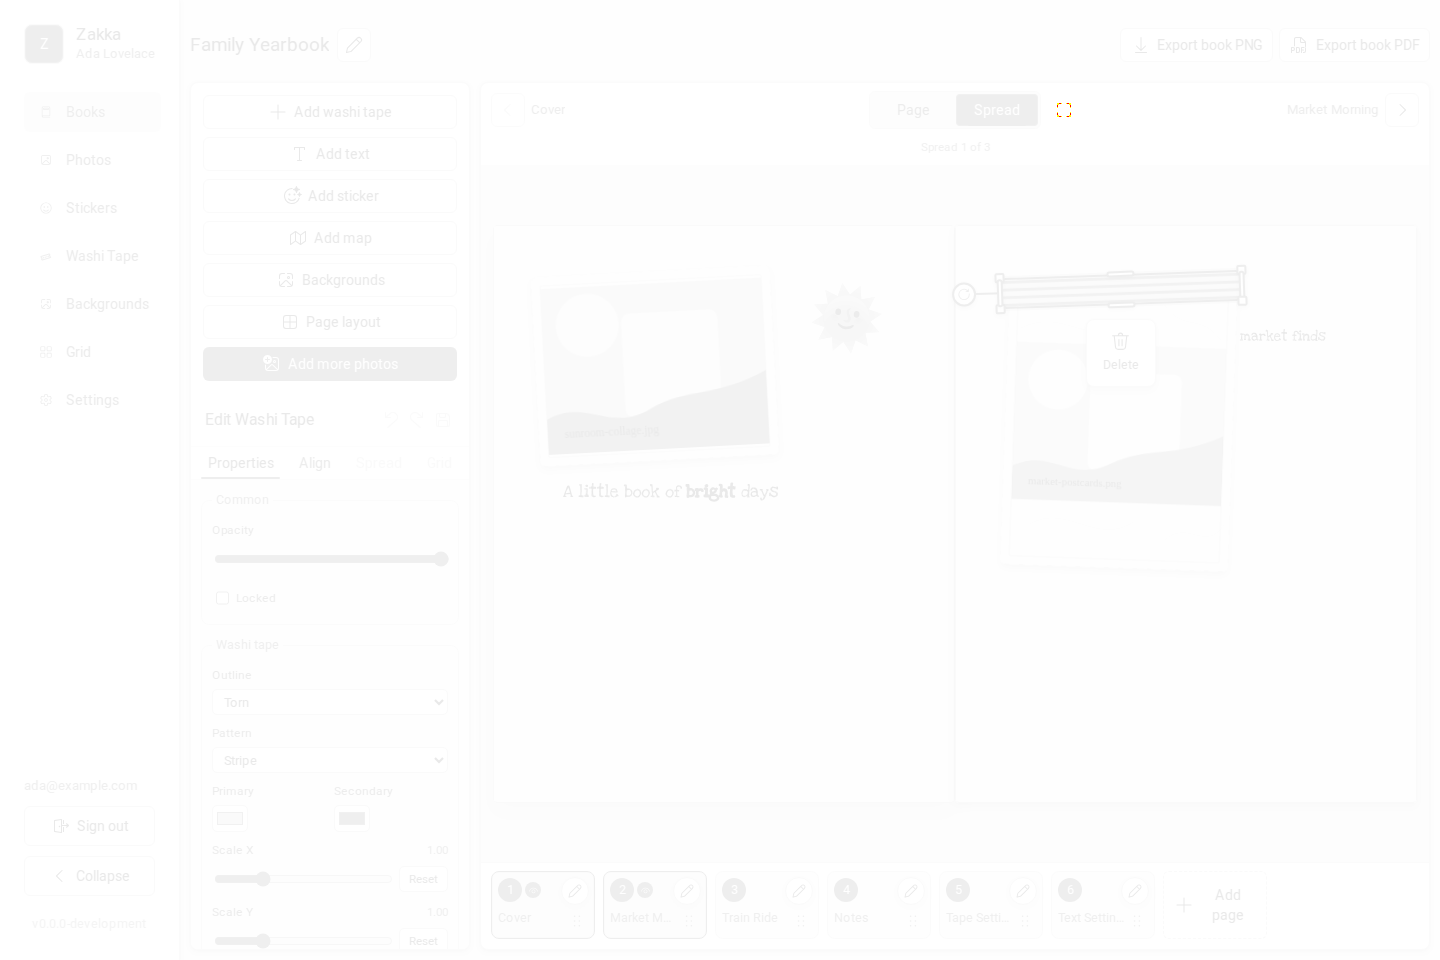 Zakka
Z
Ada Lovelace
Books
Photos
Stickers
Washi Tape
Backgrounds
Grid
Settings
ada@example.com
Sign out
Collapse
v0.0.0-development
Family Yearbook
Export book PNG
Export book PDF
Add washi tape
Add text
Add sticker
Add map
Backgrounds
Page layout
Add more photos
Edit Washi Tape
Properties
Align
Spread
Grid
Common
Opacity
Locked
Washi tape
Outline
Torn
Pattern
Stripe
Primary
Secondary
Scale X
1.00
Reset
Scale Y
1.00
Reset
Cover
Page
Spread
Market Morning
Spread 1 of 3
A little book of bright days
market finds
Delete
market-postcards.png
1
Cover
2
Market M...
3
Train Ride
4
Notes
5
Tape Setti...
6
Text Settin...
Add
page